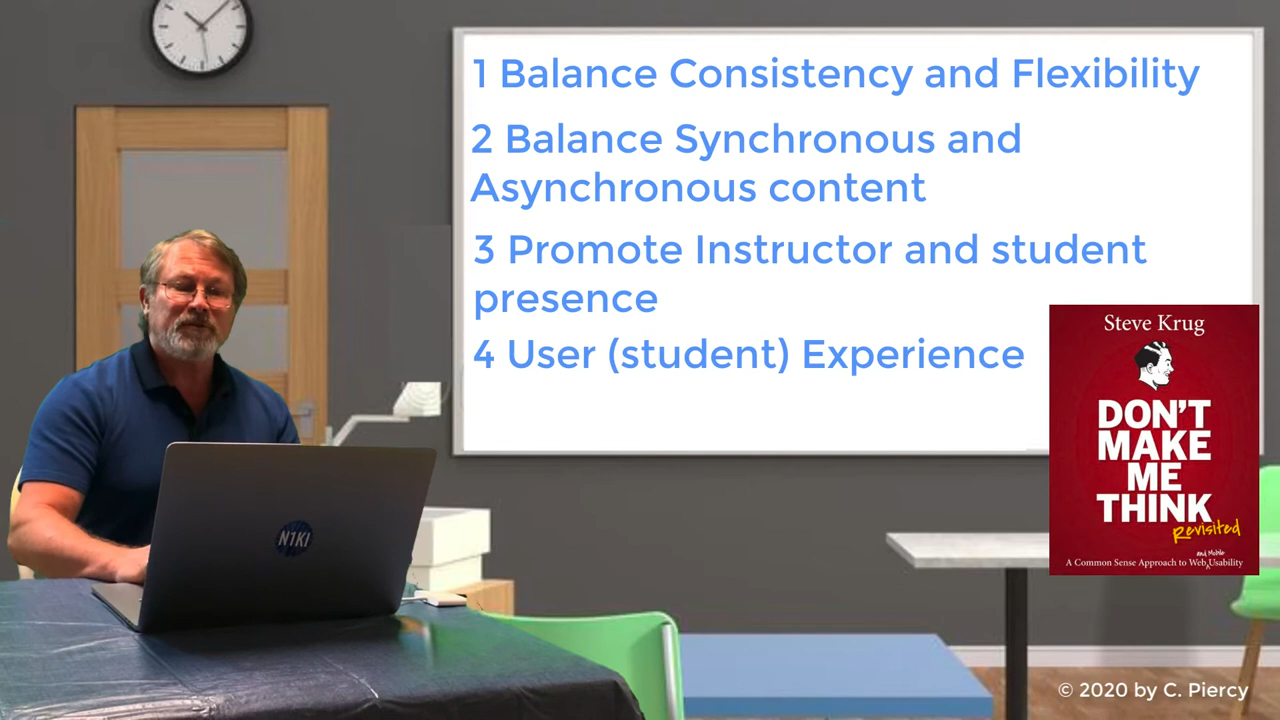 1 Balance Consistency and Flexibility
2 Balance Synchronous and
Asynchronous content
3 Promote Instructor and student
presence
4 User (student) Experience
Steve Krug
DON'T
MAKE
ME
THINK
Revisited
and Mobile
A Common Sense Approach to Web Usability
N1KI
© 2020 by C. Piercy